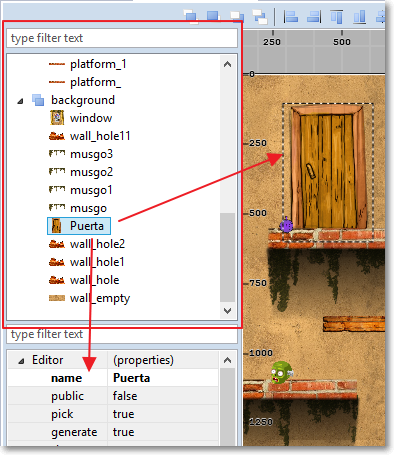 250 500
type filter text
platform_1
platform_
background
window
wall_hole11
musgo3
musgo2
musgo1
musgo
Puerta
wall_hole2
wall_hole1
wall_hole
wall_empty
0
250
500
750
1000
1250
type filter text
Editor (properties)
name Puerta
public false
pick true
generate true